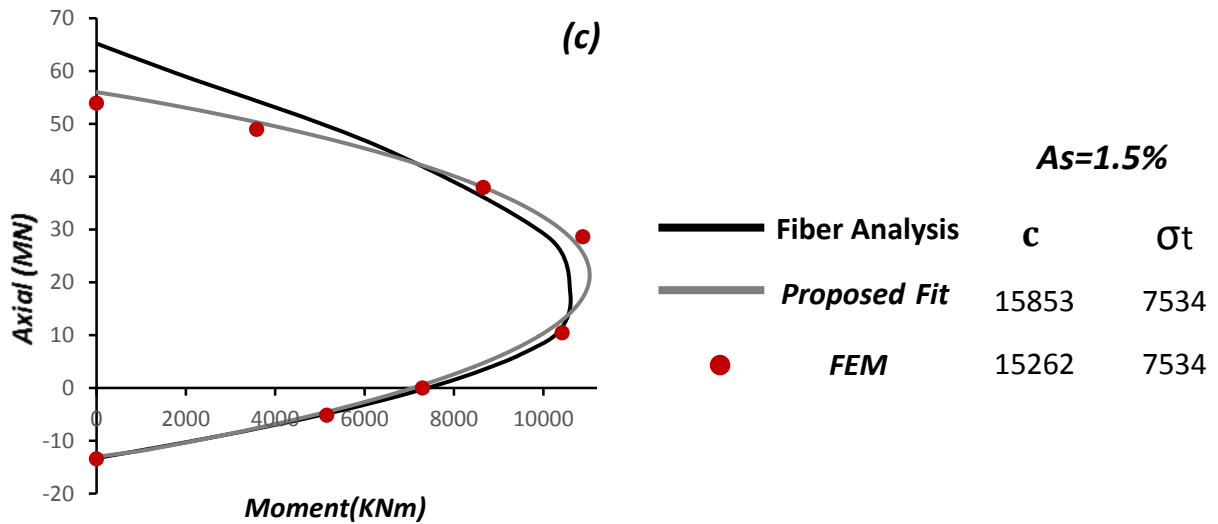 (c)
70
60
50
40
30
20
10
0
-10
-20
Axial (MN)
0 2000 4000 6000 8000 10000
Moment(KNm)
As=1.5%
Fiber Analysis c σt
Proposed Fit 15853 7534
FEM 15262 7534